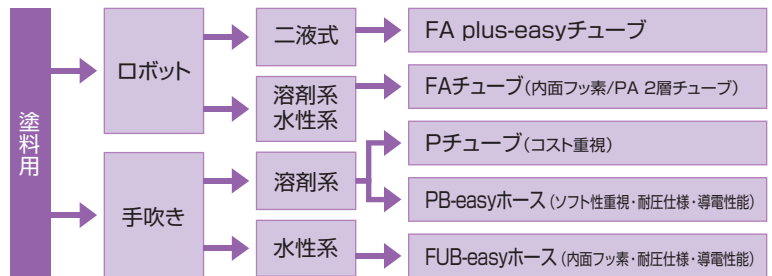 塗料用
ロボット
二液式
FA plus-easyチューブ
溶剤系
水性系
FAチューブ(内面フッ素/PA 2層チューブ)
手吹き
溶剤系
Pチューブ(コスト重視)
PB-easyホース(ソフト性重視・耐圧仕様・導電性能)
水性系
FUB-easyホース(内面フッ素・耐圧仕様・導電性能)